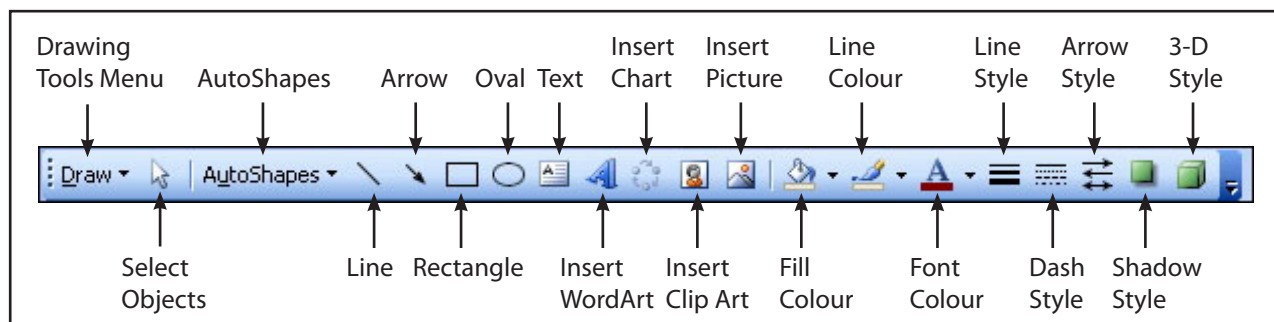 Drawing
Tools Menu
AutoShapes
Arrow
Oval
Text
Insert
Chart
Insert
Picture
Line
Colour
Line
Style
Arrow
Style
3-D
Style
Draw
AutoShapes
A
A
Select
Objects
Line
Rectangle
Insert
WordArt
Insert
Clip Art
Fill
Colour
Font
Colour
Dash
Style
Shadow
Style